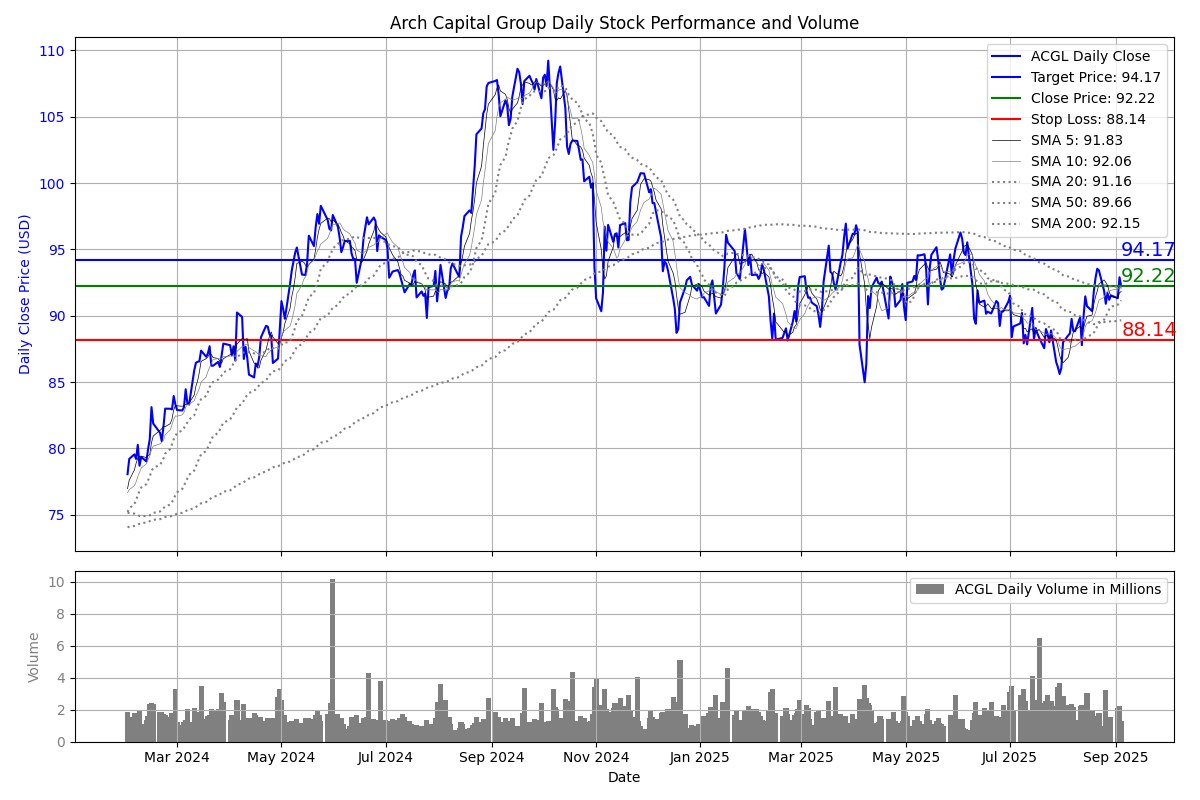 Arch Capital Group Daily Stock Performance and Volume
Daily Close Price (USD)
110
105
100
95
90
85
80
75
ACGL Daily Close
Target Price: 94.17
Close Price: 92.22
Stop Loss: 88.14
SMA 5: 91.83
SMA 10: 92.06
SMA 20: 91.16
SMA 50: 89.66
SMA 200: 92.15
94.17
92.22
88.14
Volume
10
8
6
4
2
0
ACGL Daily Volume in Millions
Mar 2024 May 2024 Jul 2024 Sep 2024 Nov 2024 Jan 2025 Mar 2025 May 2025 Jul 2025 Sep 2025
Date